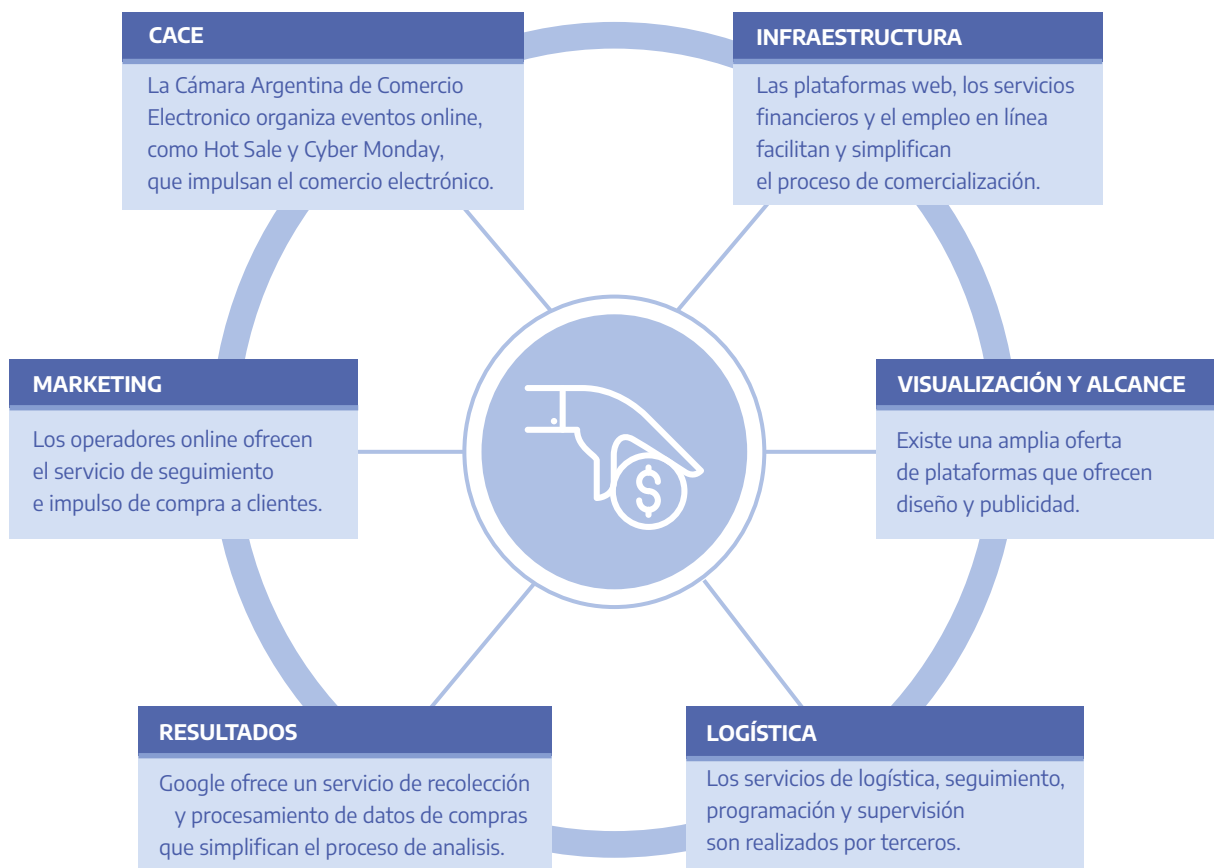 CACE
La Cámara Argentina de Comercio
Electronico organiza eventos online,
como Hot Sale y Cyber Monday,
que impulsan el comercio electrónico.
INFRAESTRUCTURA
Las plataformas web, los servicios
financieros y el empleo en línea
facilitan y simplifican
el proceso de comercialización.
MARKETING
Los operadores online ofrecen
el servicio de seguimiento
e impulso de compra a clientes.
$
VISUALIZACIÓN Y ALCANCE
Existe una amplia oferta
de plataformas que ofrecen
diseño y publicidad.
RESULTADOS
Google ofrece un servicio de recolección
y procesamiento de datos de compras
que simplifican el proceso de analisis.
LOGÍSTICA
Los servicios de logística, seguimiento,
programación y supervisión
son realizados por terceros.